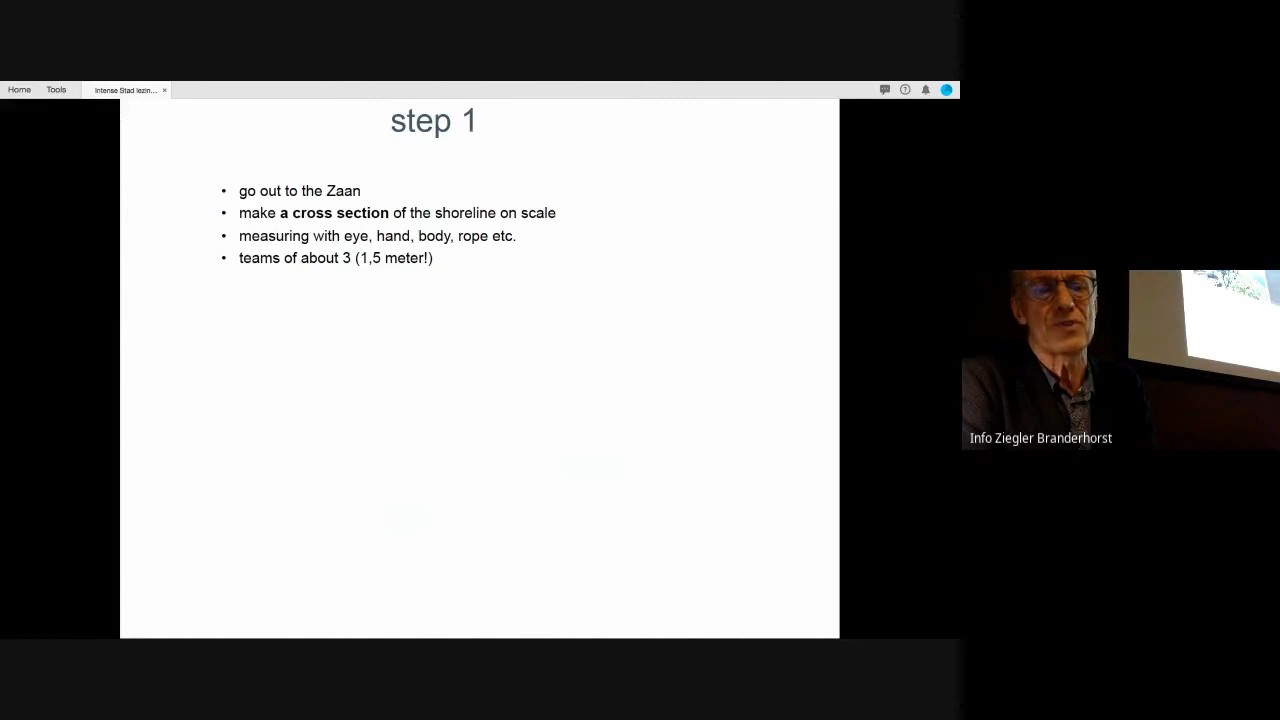 Home Tools Intense Stad lezin... ×
step 1
• go out to the Zaan
• make a cross section of the shoreline on scale
• measuring with eye, hand, body, rope etc.
• teams of about 3 (1,5 meter!)
Info Ziegler Branderhorst